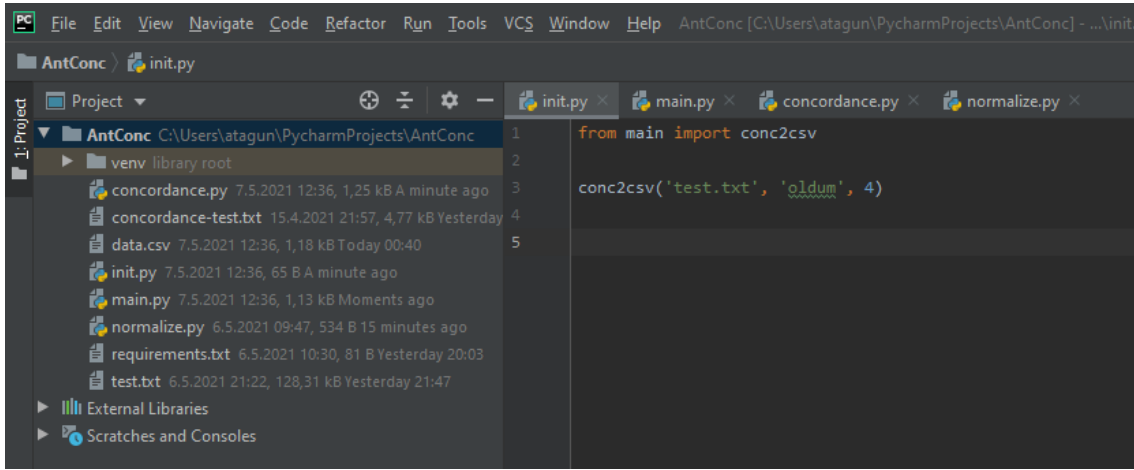 PC File Edit View Navigate Code Refactor Run Tools VCS Window Help AntConc [C:\Users\atagun\PycharmProjects\AntConc] - ...\init.
AntConc init.py
1: Project
Project
AntConc C:\Users\atagun\PycharmProjects\AntConc
venv library root
concordance.py 7.5.2021 12:36, 1,25 kB A minute ago
concordance-test.txt 15.4.2021 21:57, 4,77 kB Yesterday
data.csv 7.5.2021 12:36, 1,18 kB Today 00:40
init.py 7.5.2021 12:36, 65 B A minute ago
main.py 7.5.2021 12:36, 1,13 kB Moments ago
normalize.py 6.5.2021 09:47, 534 B 15 minutes ago
requirements.txt 6.5.2021 10:30, 81 B Yesterday 20:03
test.txt 6.5.2021 21:22, 128,31 kB Yesterday 21:47
External Libraries
Scratches and Consoles
init.py main.py concordance.py normalize.py
1 from main import conc2csv
2
3 conc2csv('test.txt', 'oldum', 4)
4
5